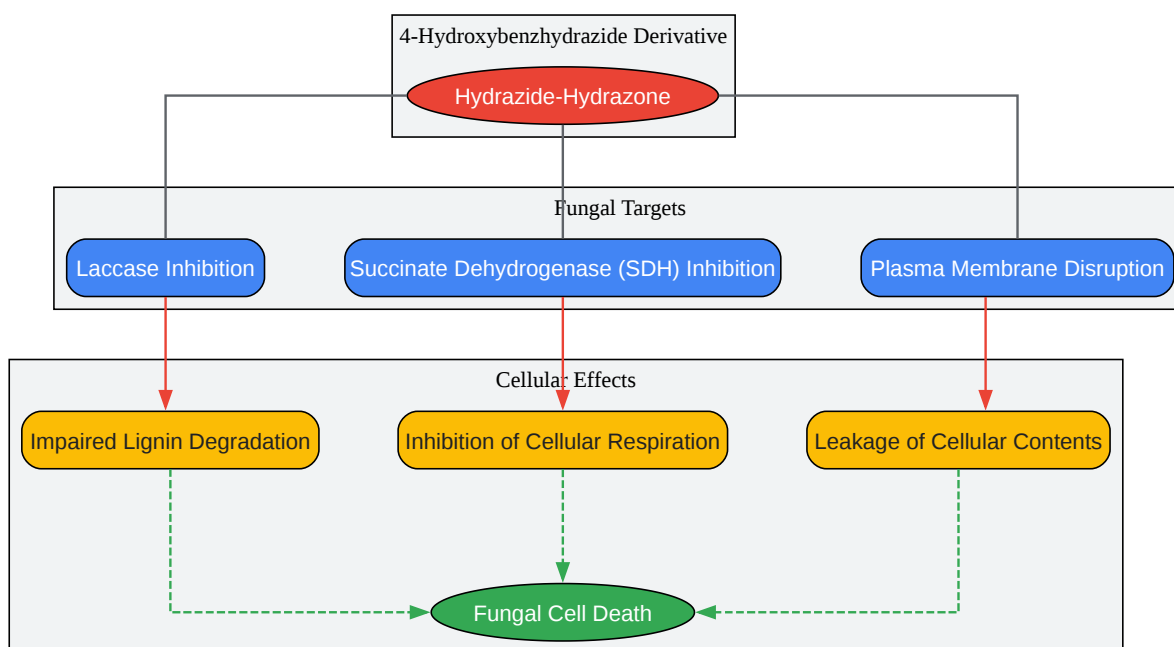 4-Hydroxybenzhydrazide Derivative
Hydrazide-Hydrazone
Fungal Targets
Laccase Inhibition
Succinate Dehydrogenase (SDH) Inhibition
Plasma Membrane Disruption
Cellular Effects
Impaired Lignin Degradation
Inhibition of Cellular Respiration
Leakage of Cellular Contents
Fungal Cell Death